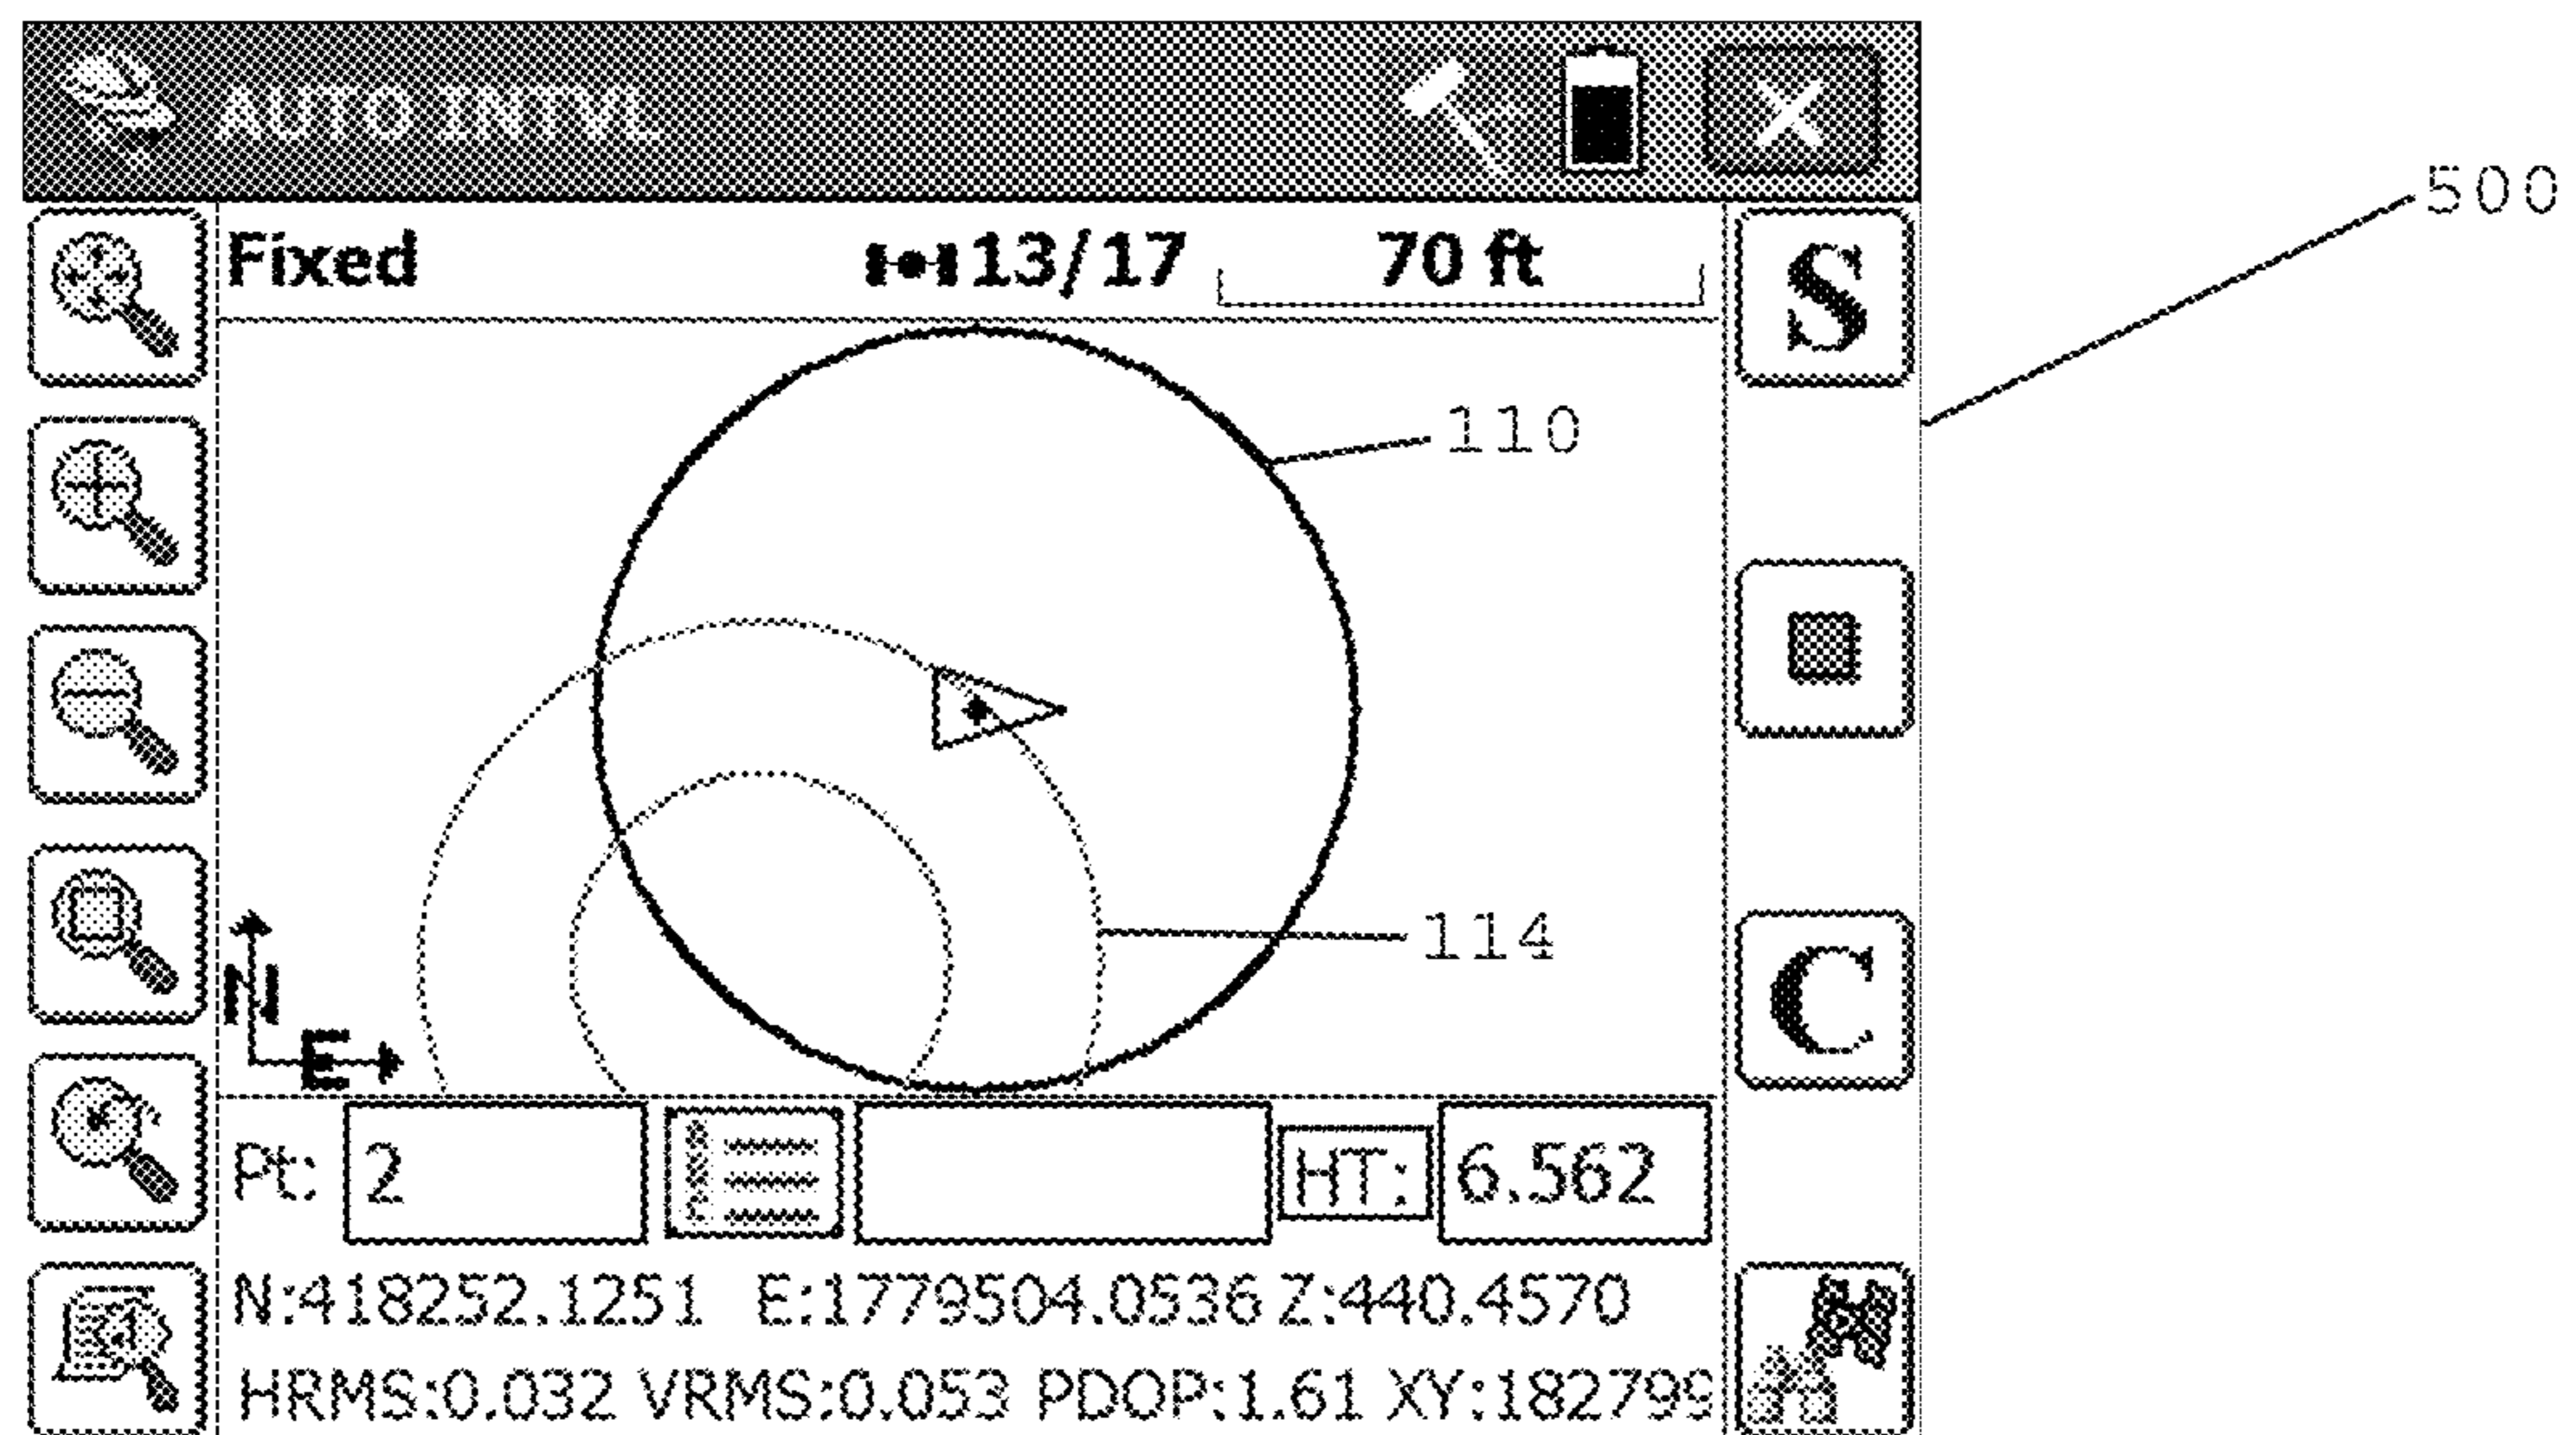 AUTO INTVL
500
Fixed 13/17 70 ft
S
110
114
C
N
E
Pt: 2 HT: 6.562
N:418252.1251 E:1779504.0536 Z:440.4570
HRMS:0.032 VRMS:0.053 PDOP:1.61 XY:182799